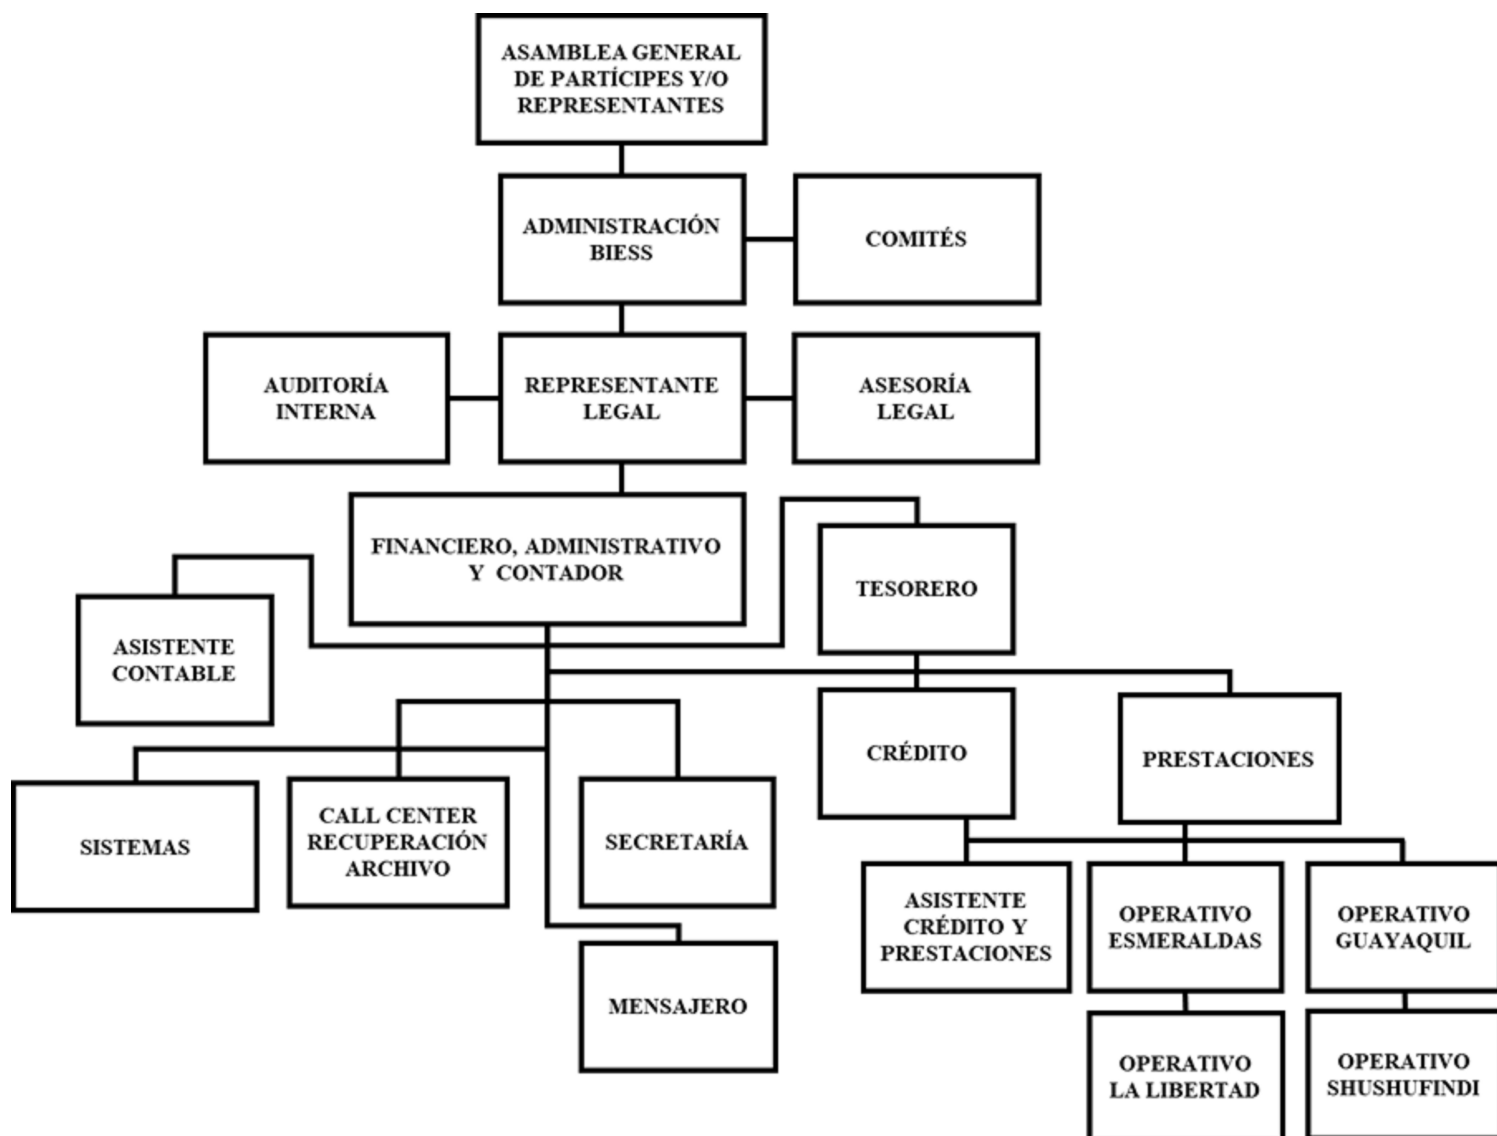 ASAMBLEA GENERAL
DE PARTÍCIPES Y/O
REPRESENTANTES
ADMINISTRACIÓN
BIESS
COMITÉS
AUDITORÍA
INTERNA
REPRESENTANTE
LEGAL
ASESORÍA
LEGAL
FINANCIERO, ADMINISTRATIVO
Y CONTADOR
TESORERO
ASISTENTE
CONTABLE
CRÉDITO
PRESTACIONES
SISTEMAS
CALL CENTER
RECUPERACIÓN
ARCHIVO
SECRETARÍA
ASISTENTE
CRÉDITO Y
PRESTACIONES
OPERATIVO
ESMERALDAS
OPERATIVO
GUAYAQUIL
MENSAJERO
OPERATIVO
LA LIBERTAD
OPERATIVO
SHUSHUFINDI